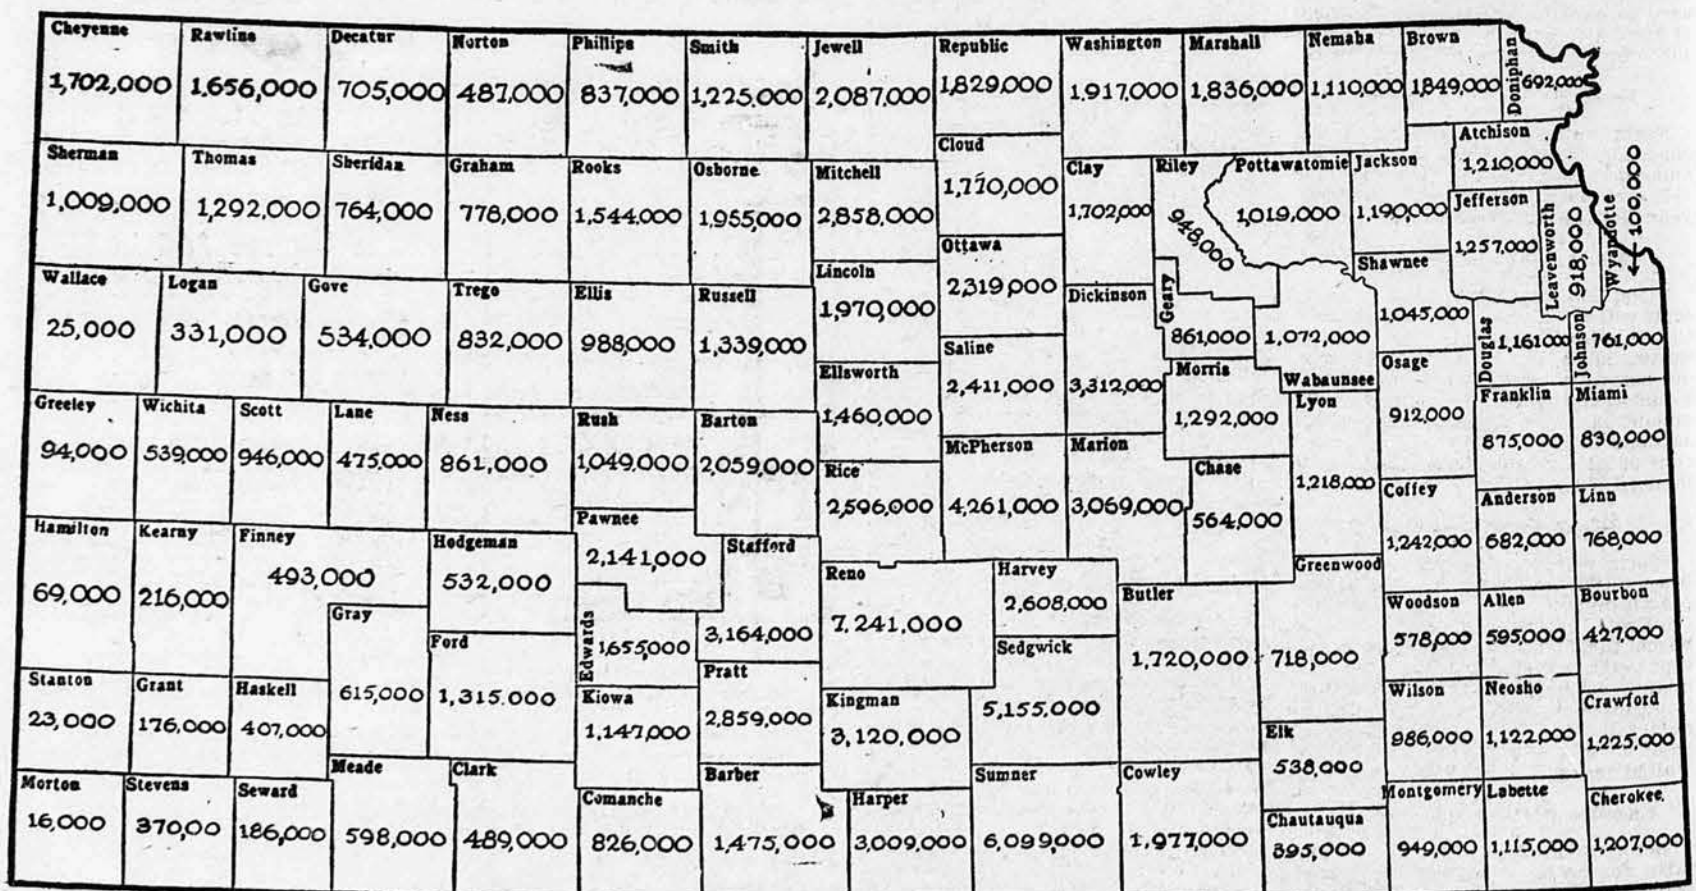 Cheyenne
1,702,000
Rawlins
1,656,000
Decatur
705,000
Norton
487,000
Phillips
837,000
Smith
1,225,000
Jewell
2,087,000
Republic
1,829,000
Washington
1,917,000
Marshall
1,836,000
Nemaha
1,110,000
Brown
1,849,000
Doniphan
692,000
Atchison
1,210,000
Sherman
1,009,000
Thomas
1,292,000
Sheridan
764,000
Graham
778,000
Rooks
1,544,000
Osborne
1,955,000
Mitchell
2,858,000
Cloud
1,770,000
Clay
1,702,000
Riley
948,000
Pottawatomie
1,019,000
Jackson
1,190,000
Jefferson
1,257,000
Leavenworth
918,000
Wyandotte
100,000
Wallace
25,000
Logan
331,000
Gove
534,000
Trego
832,000
Ellis
988,000
Russell
1,339,000
Lincoln
1,970,000
Ottawa
2,319,000
Dickinson
3,312,000
Geary
861,000
Wabaunsee
1,072,000
Shawnee
1,045,000
Douglas
1,161,000
Johnson
761,000
Ellsworth
1,460,000
Saline
2,411,000
Morris
1,292,000
Osage
912,000
Franklin
875,000
Miami
830,000
Greeley
94,000
Wichita
539,000
Scott
946,000
Lane
475,000
Ness
861,000
Rush
1,049,000
Barton
2,059,000
Rice
2,596,000
McPherson
4,261,000
Marion
3,069,000
Chase
564,000
Lyon
1,218,000
Coffey
1,242,000
Anderson
682,000
Linn
768,000
Hamilton
69,000
Kearny
216,000
Finney
493,000
Hodgeman
532,000
Pawnee
2,141,000
Stafford
3,164,000
Reno
7,241,000
Harvey
2,608,000
Butler
1,720,000
Greenwood
718,000
Woodson
578,000
Allen
595,000
Bourbon
427,000
Gray
615,000
Ford
1,315.000
Edwards
1,655,000
Pratt
2,859,000
Kingman
3,120,000
Sedgwick
5,155,000
Wilson
986,000
Neosho
1,122,000
Crawford
1,225,000
Stanton
23,000
Grant
176,000
Haskell
407,000
Kiowa
1,147,000
Elk
538,000
Morton
16,000
Stevens
370,00
Seward
186,000
Meade
598,000
Clark
489,000
Comanche
826,000
Barber
1,475,000
Harper
3,009,000
Sumner
6,099,000
Cowley
1,977,000
Chautauqua
Montgomery
949,000
Labette
1,115,000
Cherokee.
1,207,000